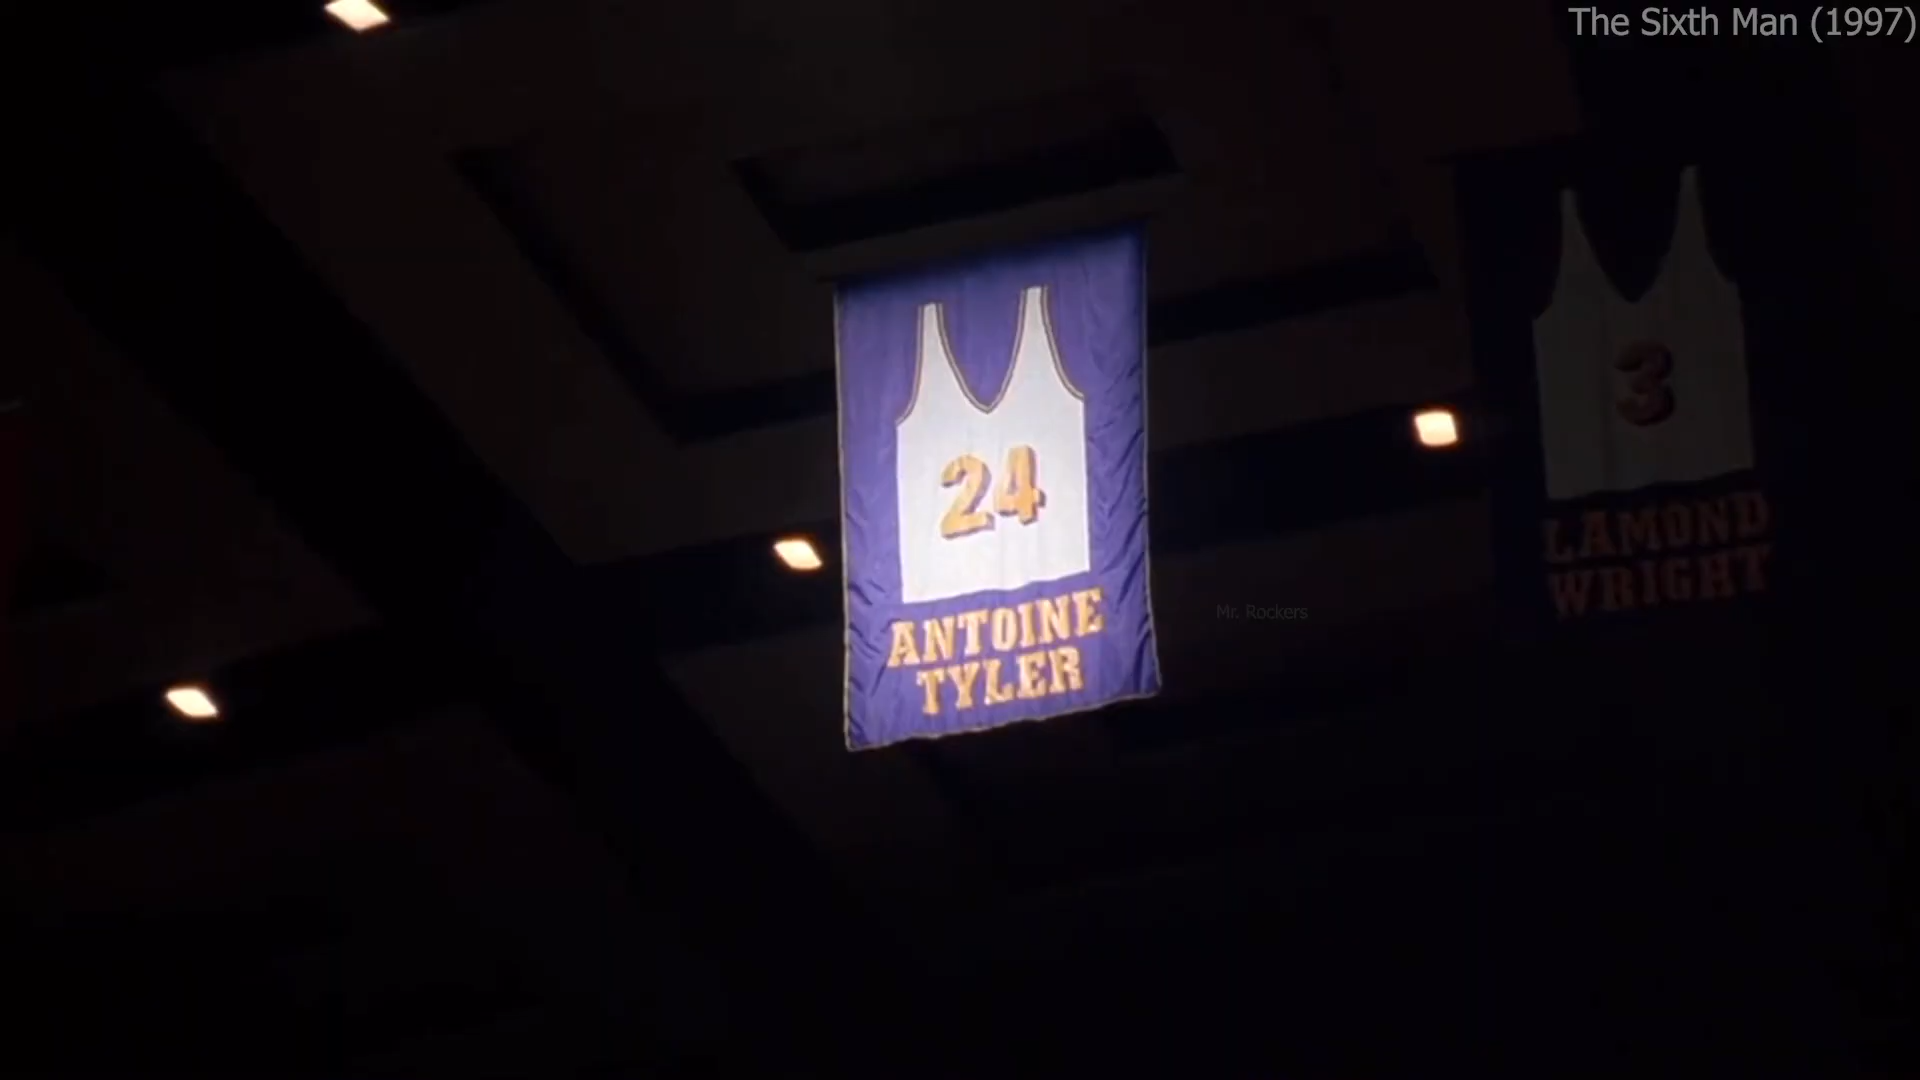 The Sixth Man (1997)
24
ANTOINE
TYLER
3
LAMOND
WRIGHT
Mr. Rockers